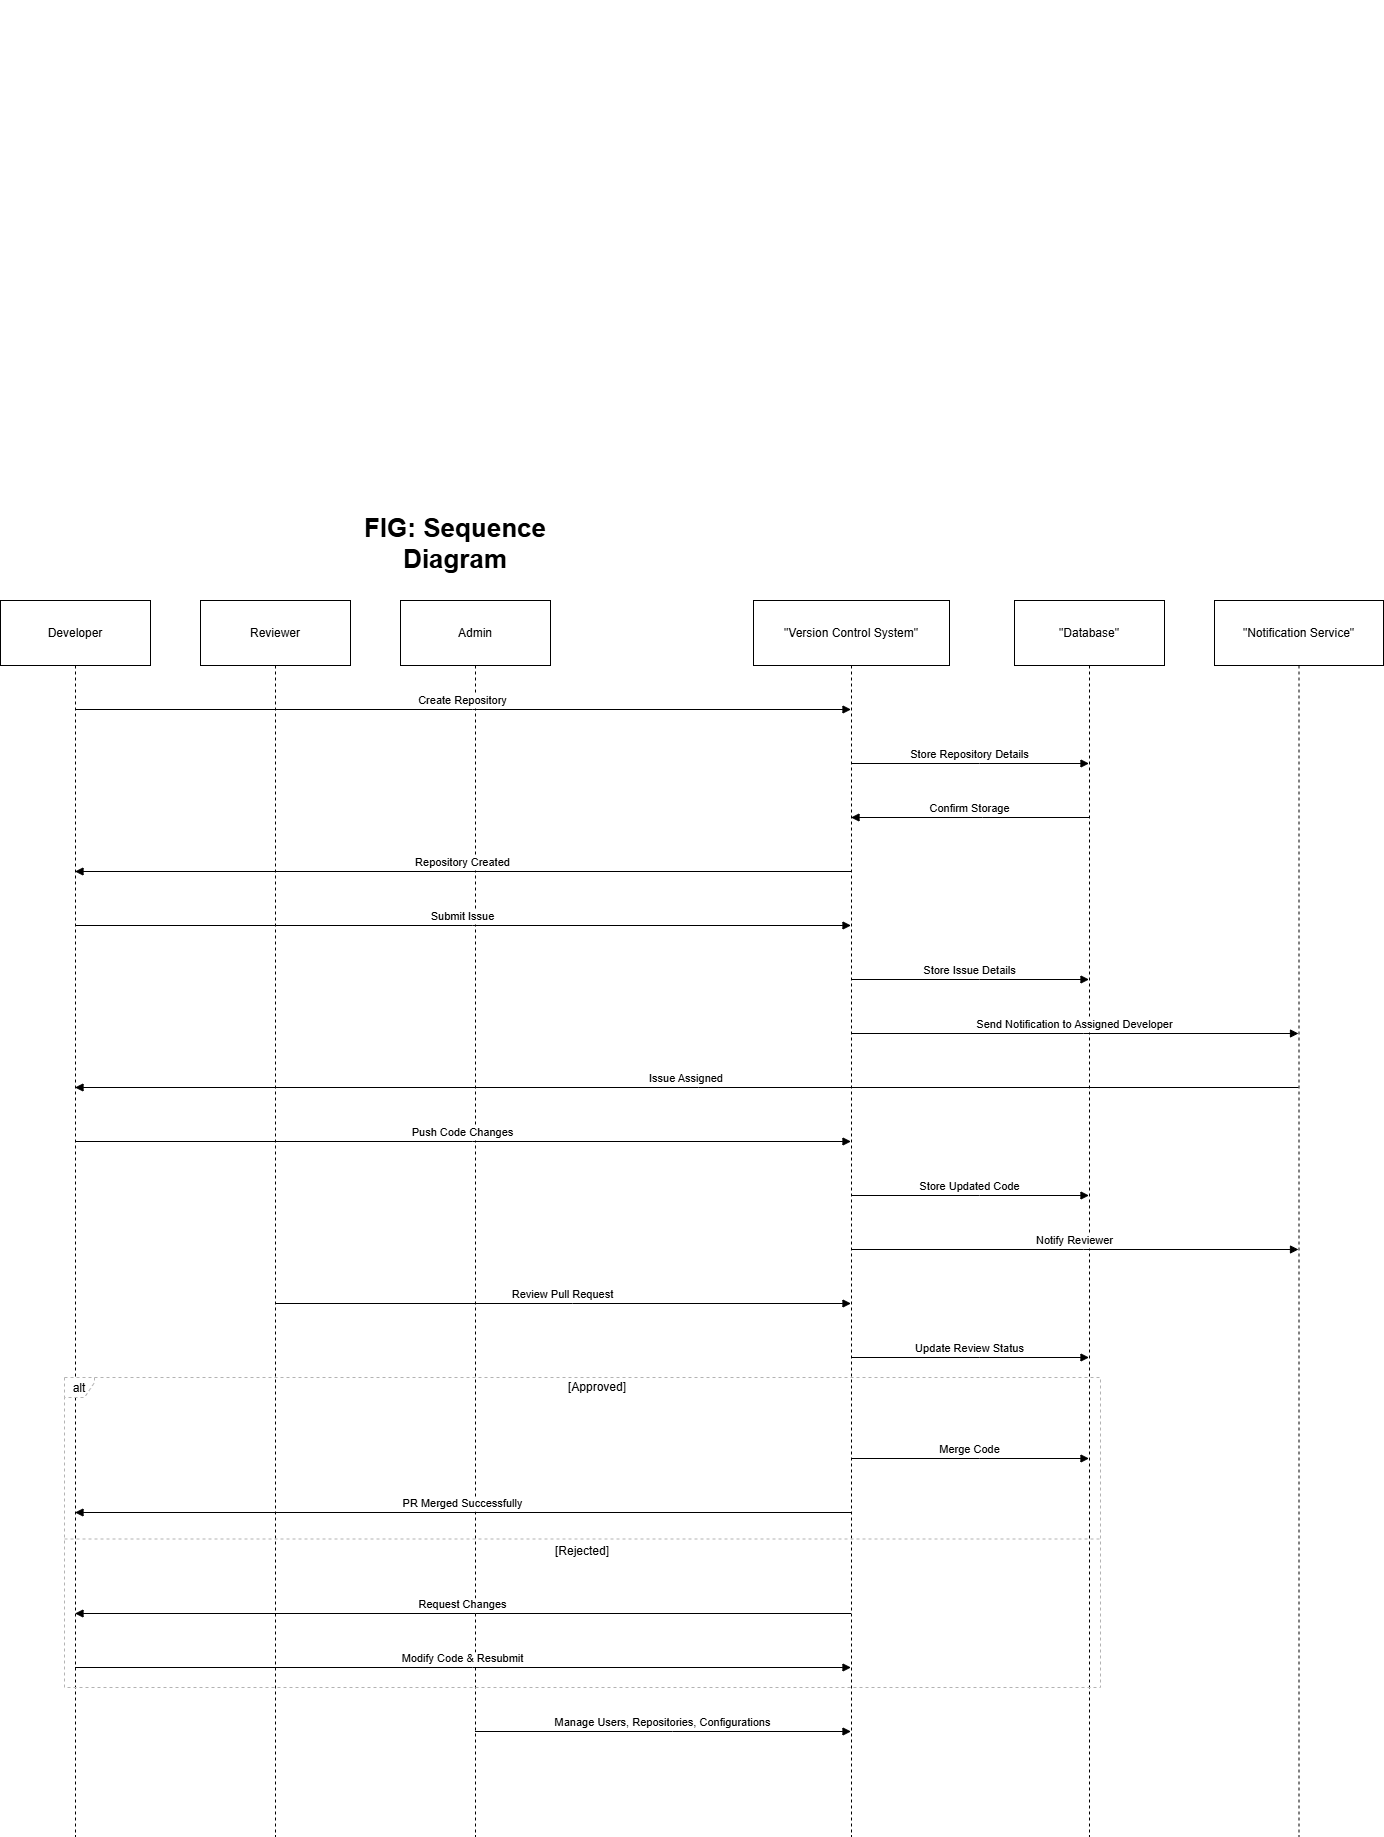 FIG: Sequence
Diagram
Developer
Reviewer
Admin
"Version Control System"
"Database"
"Notification Service"
Create Repository
Store Repository Details
Confirm Storage
Repository Created
Submit Issue
Store Issue Details
Send Notification to Assigned Developer
Issue Assigned
Push Code Changes
Store Updated Code
Notify Reviewer
Review Pull Request
Update Review Status
alt
[Approved]
Merge Code
PR Merged Successfully
[Rejected]
Request Changes
Modify Code & Resubmit
Manage Users, Repositories, Configurations